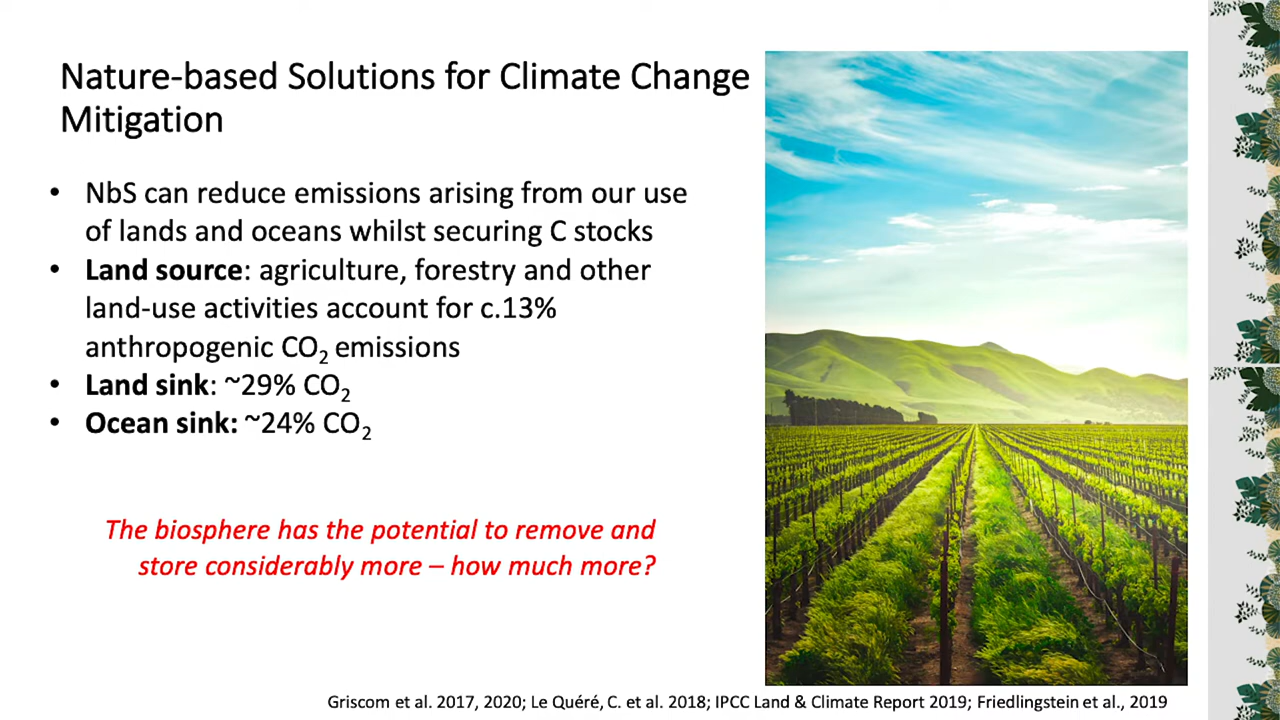 Nature-based Solutions for Climate Change
Mitigation
• NbS can reduce emissions arising from our use
of lands and oceans whilst securing C stocks
• Land source: agriculture, forestry and other
land-use activities account for c.13%
anthropogenic CO₂ emissions
• Land sink: ~29% CO₂
• Ocean sink: ~24% CO₂
The biosphere has the potential to remove and
store considerably more – how much more?
Griscom et al. 2017, 2020; Le Quéré, C. et al. 2018; IPCC Land & Climate Report 2019; Friedlingstein et al., 2019